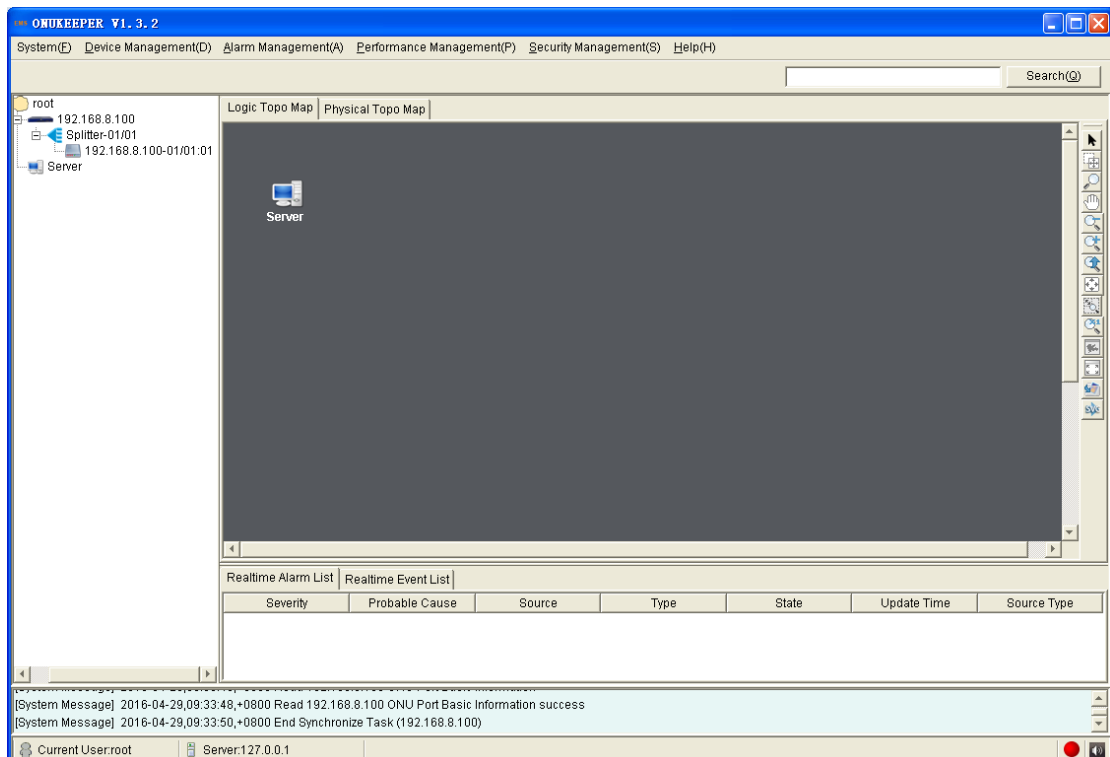 EMS ONUKEEPER V1.3.2
System(F) Device Management(D) Alarm Management(A) Performance Management(P) Security Management(S) Help(H)
Search(Q)
root
192.168.8.100
Splitter-01/01
192.168.8.100-01/01:01
Server
Logic Topo Map Physical Topo Map
Server
Realtime Alarm List Realtime Event List
Severity Probable Cause Source Type State Update Time Source Type
[System Message] 2016-04-29,09:33:48,+0800 Read 192.168.8.100 ONU Port Basic Information success
[System Message] 2016-04-29,09:33:50,+0800 End Synchronize Task (192.168.8.100)
Current User:root Server:127.0.0.1